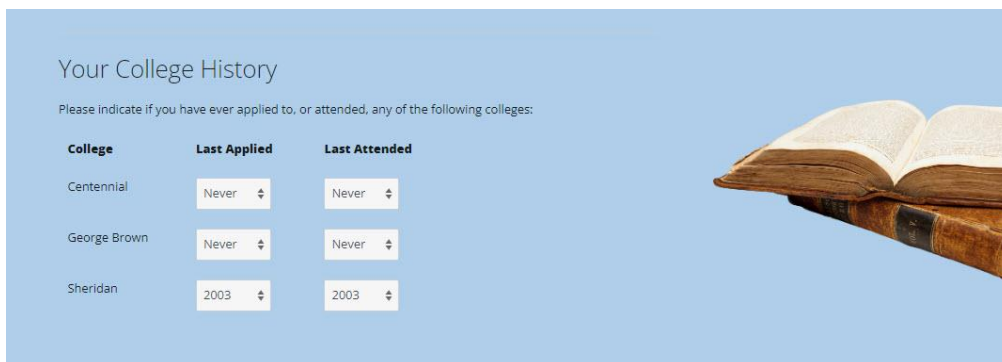 Your College History
Please indicate if you have ever applied to, or attended, any of the following colleges:
College Last Applied Last Attended
Centennial Never Never
George Brown Never Never
Sheridan 2003 2003